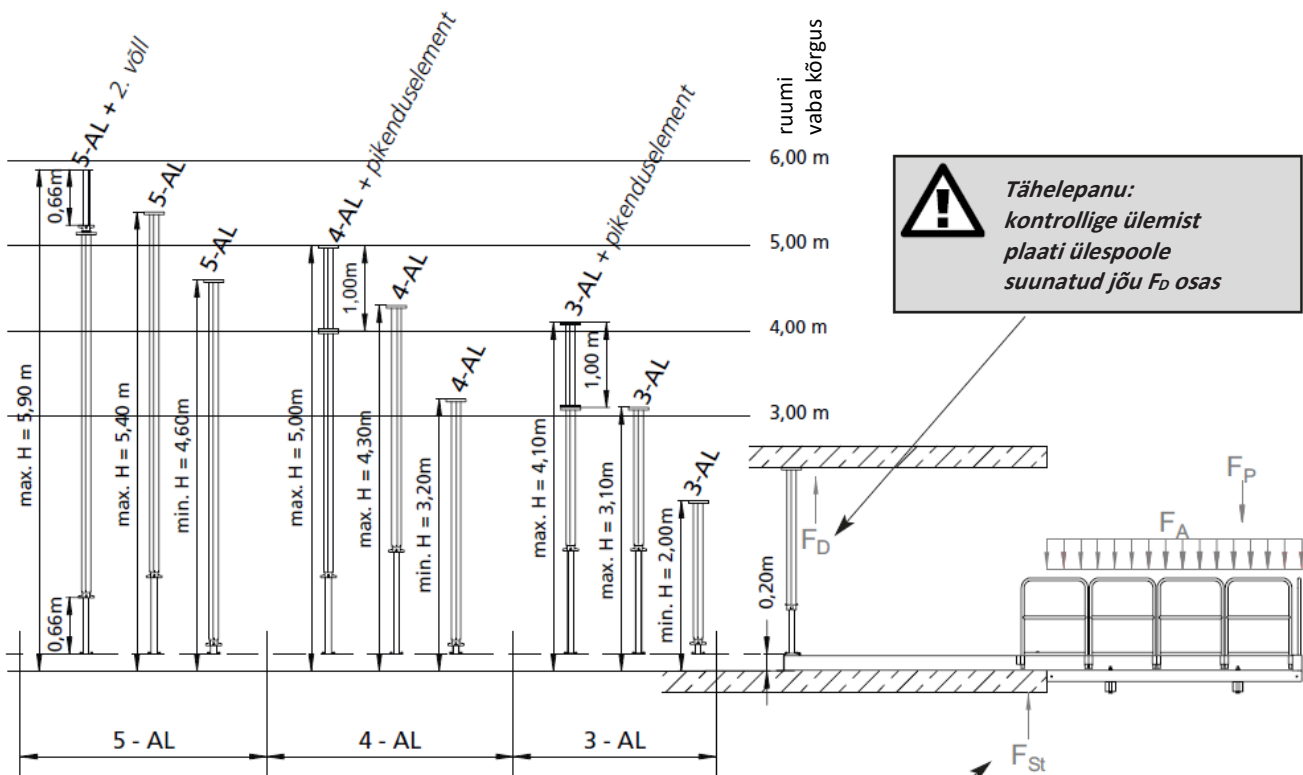 5-AL + 2. võll
5-AL
5-AL
4-AL + pikenduselement
4-AL
4-AL
3-AL + pikenduselement
3-AL
3-AL
ruumi
vaba kõrgus
6,00 m
5,00 m
4,00 m
3,00 m
Tähelepanu:
kontrollige ülemist
plaati ülespoole
suunatud jõu FD osas
0,66m
max. H = 5,90 m
0,66m
max. H = 5,40 m
min. H = 4,60m
max. H = 5,00m
1,00m
max. H = 4,30m
min. H = 3,20m
max. H = 4,10m
1,00 m
max. H = 3,10m
min. H = 2,00m
0,20m
FD
FA
FP
FSt
5 - AL
4 - AL
3 - AL